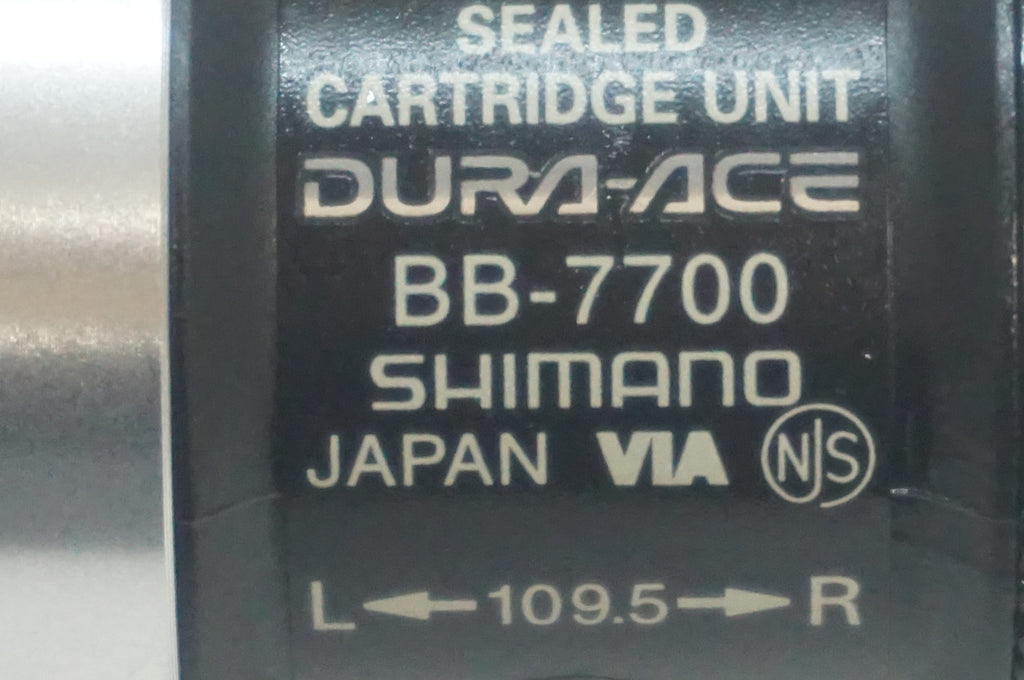 SEALED
CARTRIDGE UNIT
DURA-ACE
BB-7700
SHIMANO
JAPAN VIA NJS
L ← 109.5 → R